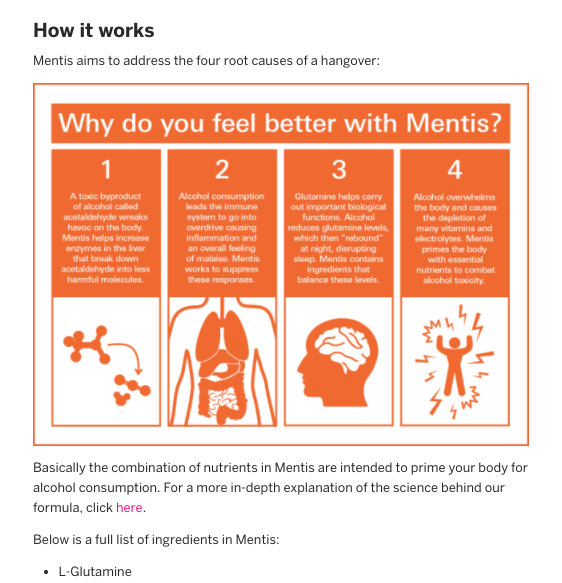 How it works
Mentis aims to address the four root causes of a hangover:
Why do you feel better with Mentis?
1
A toxic byproduct
of alcohol called
acetaldehyde wreaks
havoc on the body.
Mentis helps increase
enzymes in the liver
that break down
acetaldehyde into less
harmful molecules.
2
Alcohol consumption
leads the immune
system to go into
overdrive causing
inflammation and
an overall feeling
of malaise. Mentis
works to suppress
these responses.
3
Glutamine helps carry
out important biological
functions. Alcohol
reduces glutamine levels,
which then "rebound"
at night, disrupting
sleep. Mentis contains
ingredients that
balance these levels.
4
Alcohol overwhelms
the body and causes
the depletion of
many vitamins and
electrolytes. Mentis
primes the body
with essential
nutrients to combat
alcohol toxicity.
Basically the combination of nutrients in Mentis are intended to prime your body for
alcohol consumption. For a more in-depth explanation of the science behind our
formula, click here.
Below is a full list of ingredients in Mentis:
• L-Glutamine